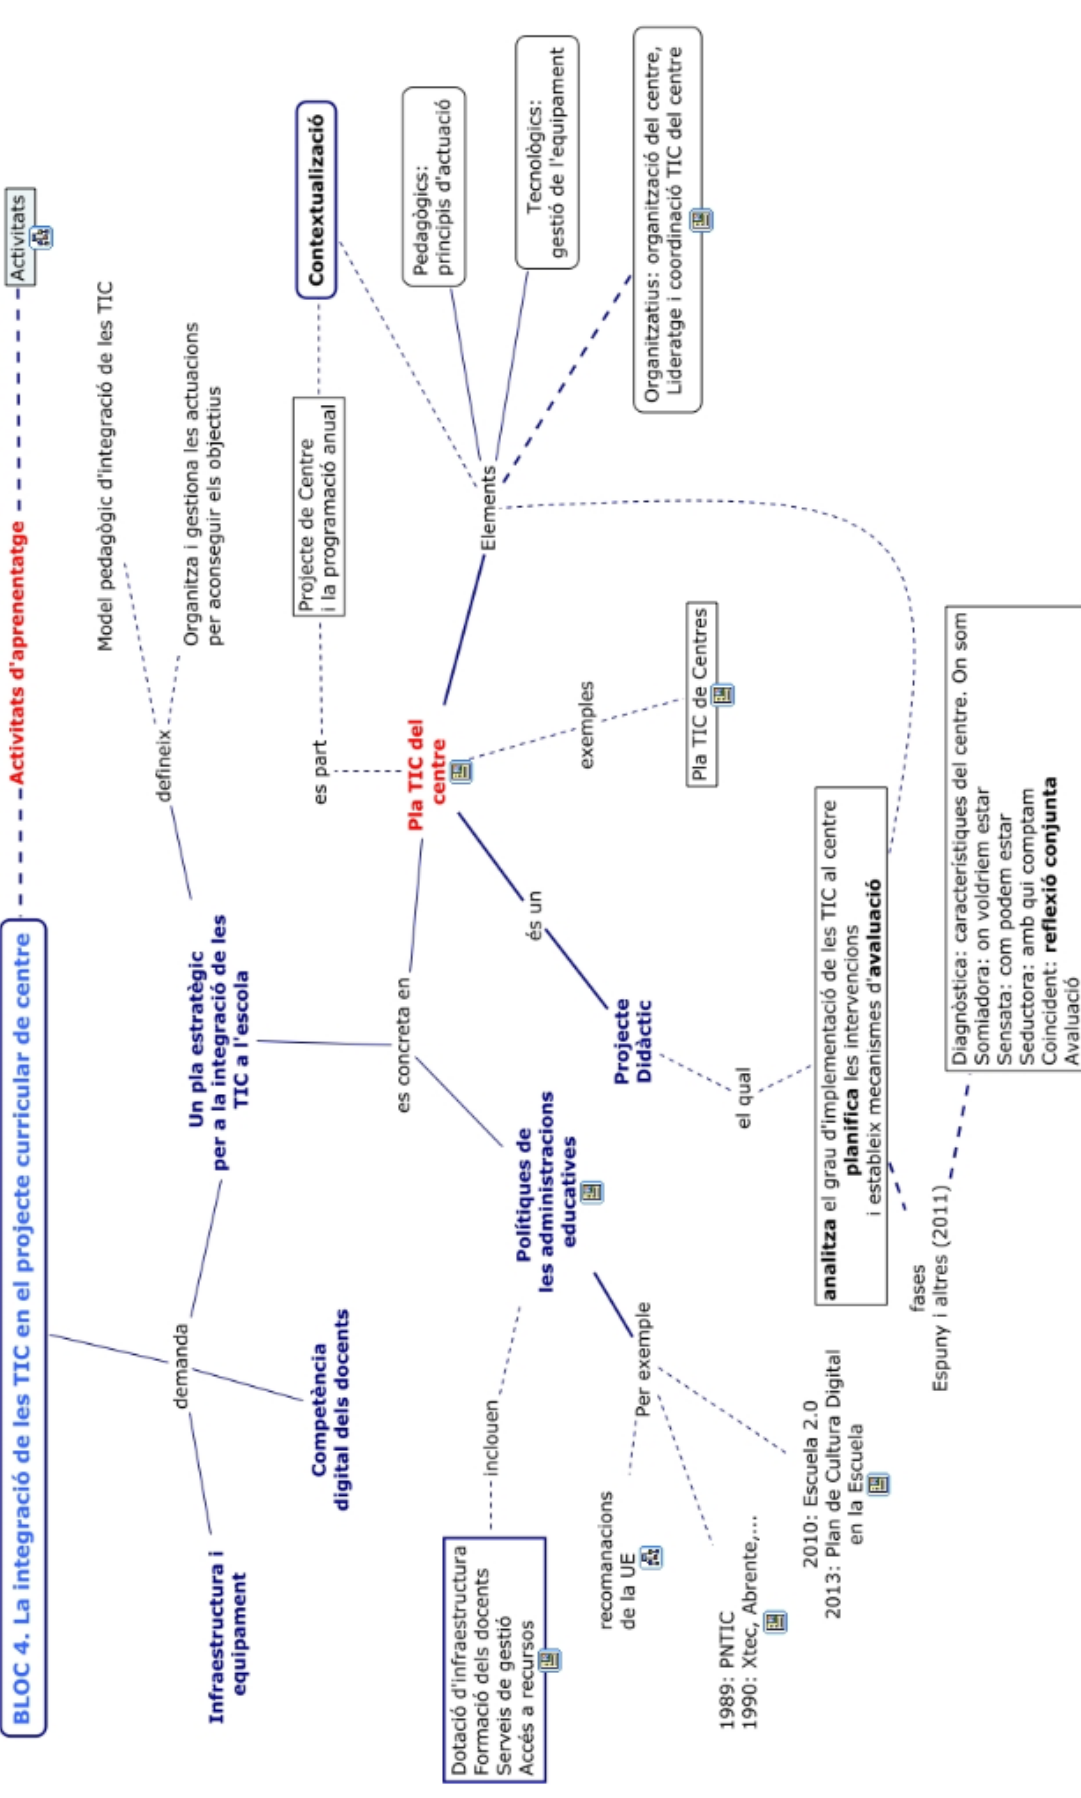 BLOC 4. La integració de les TIC en el projecte curricular de centre
Activitats d'aprenentatge
Activitats
demanda
Infraestructura i
equipament
Competència
digital dels docents
Un pla estratègic
per a la integració de les
TIC a l'escola
defineix
Model pedagògic d'integració de les TIC
Organitza i gestiona les actuacions
per aconseguir els objectius
es concreta en
Polítiques de
les administracions
educatives
inclouen
Dotació d'infraestructura
Formació dels docents
Serveis de gestió
Accés a recursos
Per exemple
recomanacions
de la UE
1989: PNTIC
1990: Xtec, Abrente,...
2010: Escuela 2.0
2013: Plan de Cultura Digital
en la Escuela
Pla TIC del
centre
es part
Projecte de Centre
i la programació anual
Contextualizació
Elements
Pedagògics:
principis d'actuació
Tecnològics:
gestió de l'equipament
Organitzatius: organització del centre,
Lideratge i coordinació TIC del centre
exemples
Pla TIC de Centres
és un
Projecte
Didàctic
el qual
analitza el grau d'implementació de les TIC al centre
planifica les intervencions
i estableix mecanismes d'avaluació
fases
Espuny i altres (2011)
Diagnòstica: característiques del centre. On som
Somiadora: on voldriem estar
Sensata: com podem estar
Seductora: amb qui comptam
Coincident: reflexió conjunta
Avaluació